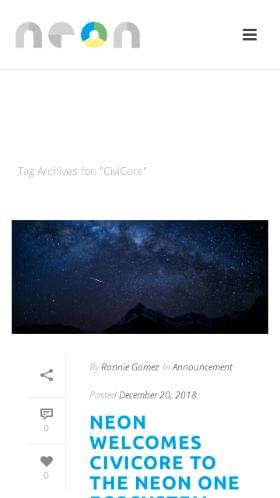 neon
Tag Archives for: "CiviCore"
By Ronnie Gomez In Announcement
Posted December 20, 2018
0
0
NEON
WELCOMES
CIVICORE TO
THE NEON ONE
ECOSYSTEM